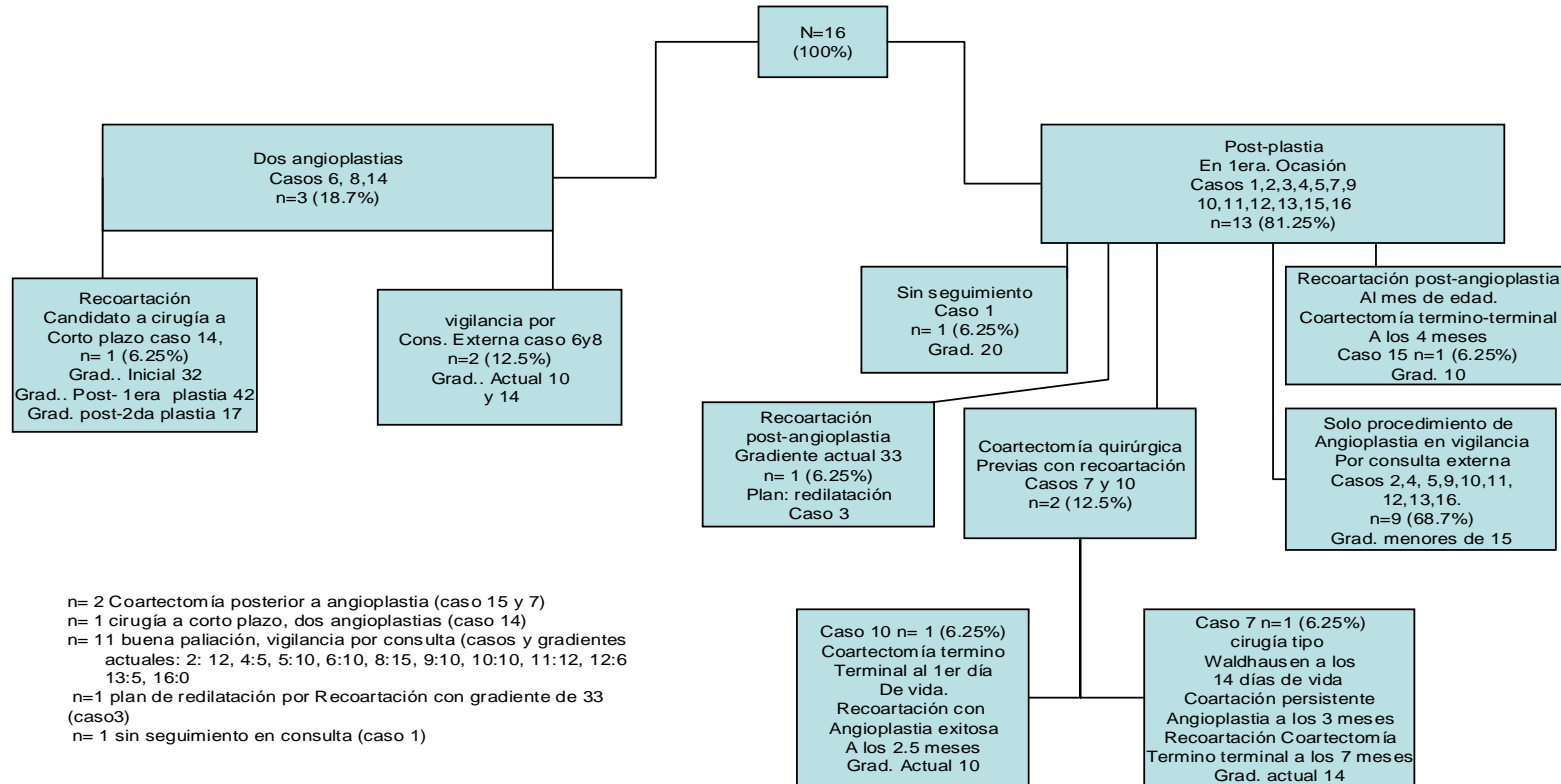 N=16
(100%)
Dos angioplastias
Casos 6, 8,14
n=3 (18.7%)
Post-plastia
En 1era. Ocasión
Casos 1,2,3,4,5,7,9
10,11,12,13,15,16
n=13 (81.25%)
Recoartación
Candidato a cirugía a
Corto plazo caso 14,
n= 1 (6.25%)
Grad.. Inicial 32
Grad.. Post- 1era plastia 42
Grad. post-2da plastia 17
vigilancia por
Cons. Externa caso 6y8
n=2 (12.5%)
Grad.. Actual 10
y 14
Sin seguimiento
Caso 1
n= 1 (6.25%)
Grad. 20
Recoartación post-angioplastia
Al mes de edad.
Coartectomía termino-terminal
A los 4 meses
Caso 15 n=1 (6.25%)
Grad. 10
Recoartación
post-angioplastia
Gradiente actual 33
n= 1 (6.25%)
Plan: redilatación
Caso 3
Coartectomía quirúrgica
Previas con recoartación
Casos 7 y 10
n=2 (12.5%)
Solo procedimiento de
Angioplastia en vigilancia
Por consulta externa
Casos 2,4, 5,9,10,11,
12,13,16.
n=9 (68.7%)
Grad. menores de 15
Caso 10 n= 1 (6.25%)
Coartectomía termino
Terminal al 1er día
De vida.
Recoartación con
Angioplastia exitosa
A los 2.5 meses
Grad. Actual 10
Caso 7 n=1 (6.25%)
cirugía tipo
Waldhausen a los
14 días de vida
Coartación persistente
Angioplastia a los 3 meses
Recoartación Coartectomía
Termino terminal a los 7 meses
Grad. actual 14
n= 2 Coartectomía posterior a angioplastia (caso 15 y 7)
n= 1 cirugía a corto plazo, dos angioplastias (caso 14)
n= 11 buena paliación, vigilancia por consulta (casos y gradientes
actuales: 2: 12, 4:5, 5:10, 6:10, 8:15, 9:10, 10:10, 11:12, 12:6
13:5, 16:0
n=1 plan de redilatación por Recoartación con gradiente de 33
(caso3)
n= 1 sin seguimiento en consulta (caso 1)